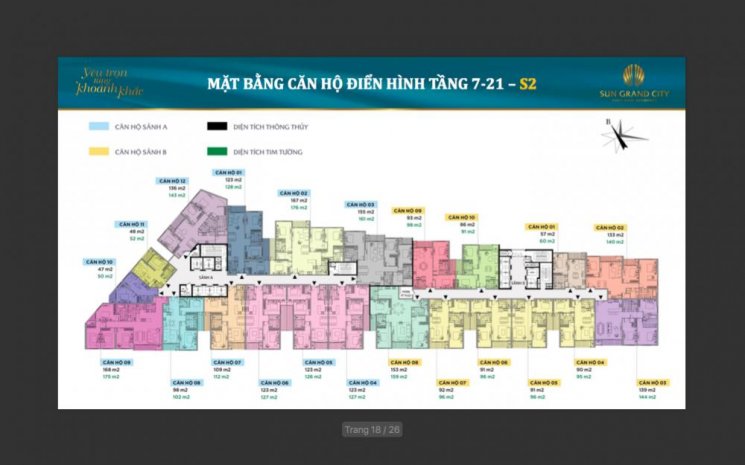 Yêu trọn
từng
khoảnh khắc
MẶT BẰNG CĂN HỘ ĐIỂN HÌNH TẦNG 7-21 – S2
SUN GRAND CITY
CĂN HỘ SẢNH A
DIỆN TÍCH THÔNG THỦY
CĂN HỘ SẢNH B
DIỆN TÍCH TIM TƯỜNG
B
CĂN HỘ 12
136 m2
143 m2
CĂN HỘ 01
123 m2
128 m2
CĂN HỘ 02
167 m2
176 m2
CĂN HỘ 03
155 m2
161 m2
CĂN HỘ 09
93 m2
98 m2
CĂN HỘ 10
86 m2
91 m2
CĂN HỘ 01
57 m2
60 m2
CĂN HỘ 02
133 m2
140 m2
CĂN HỘ 11
48 m2
52 m2
CĂN HỘ 10
47 m2
50 m2
SẢNH A
SẢNH B
CĂN HỘ 09
168 m2
175 m2
CĂN HỘ 08
98 m2
102 m2
CĂN HỘ 07
109 m2
112 m2
CĂN HỘ 06
123 m2
127 m2
CĂN HỘ 05
123 m2
126 m2
CĂN HỘ 04
123 m2
127 m2
CĂN HỘ 08
153 m2
159 m2
CĂN HỘ 07
92 m2
96 m2
CĂN HỘ 06
91 m2
96 m2
CĂN HỘ 05
91 m2
96 m2
CĂN HỘ 04
90 m2
95 m2
CĂN HỘ 03
139 m2
144 m2
Trang 18 / 26